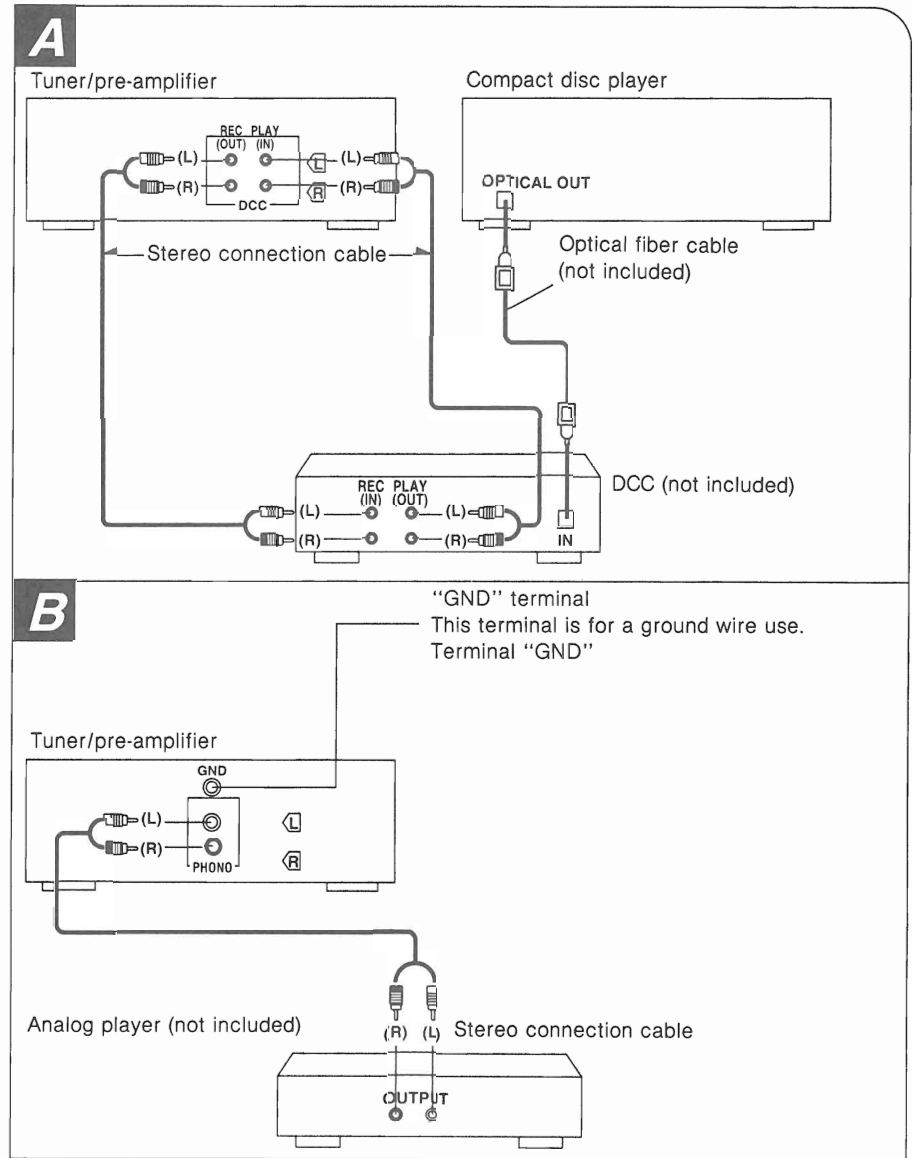 A
Tuner/pre-amplifier
Compact disc player
REC PLAY
(OUT) (IN)
(L) L (L)
(R) R (R)
DCC
OPTICAL OUT
Stereo connection cable
Optical fiber cable
(not included)
DCC (not included)
REC PLAY
(IN) (OUT)
(L) (L)
(R) (R)
IN
B
"GND" terminal
This terminal is for a ground wire use.
Terminal "GND"
Tuner/pre-amplifier
GND
(L) L
(R) R
PHONO
Analog player (not included)
(R) (L) Stereo connection cable
OUTPUT